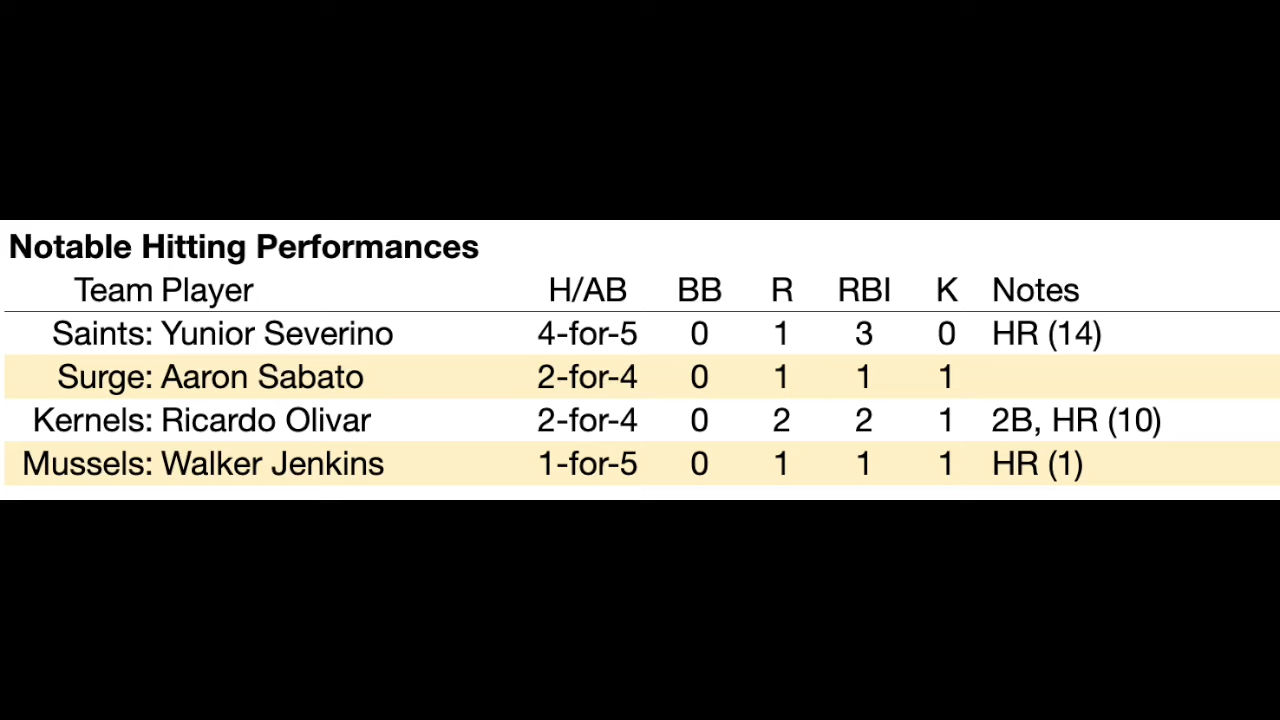 Notable Hitting Performances
Team Player H/AB BB R RBI K Notes
Saints: Yunior Severino 4-for-5 0 1 3 0 HR (14)
Surge: Aaron Sabato 2-for-4 0 1 1 1
Kernels: Ricardo Olivar 2-for-4 0 2 2 1 2B, HR (10)
Mussels: Walker Jenkins 1-for-5 0 1 1 1 HR (1)